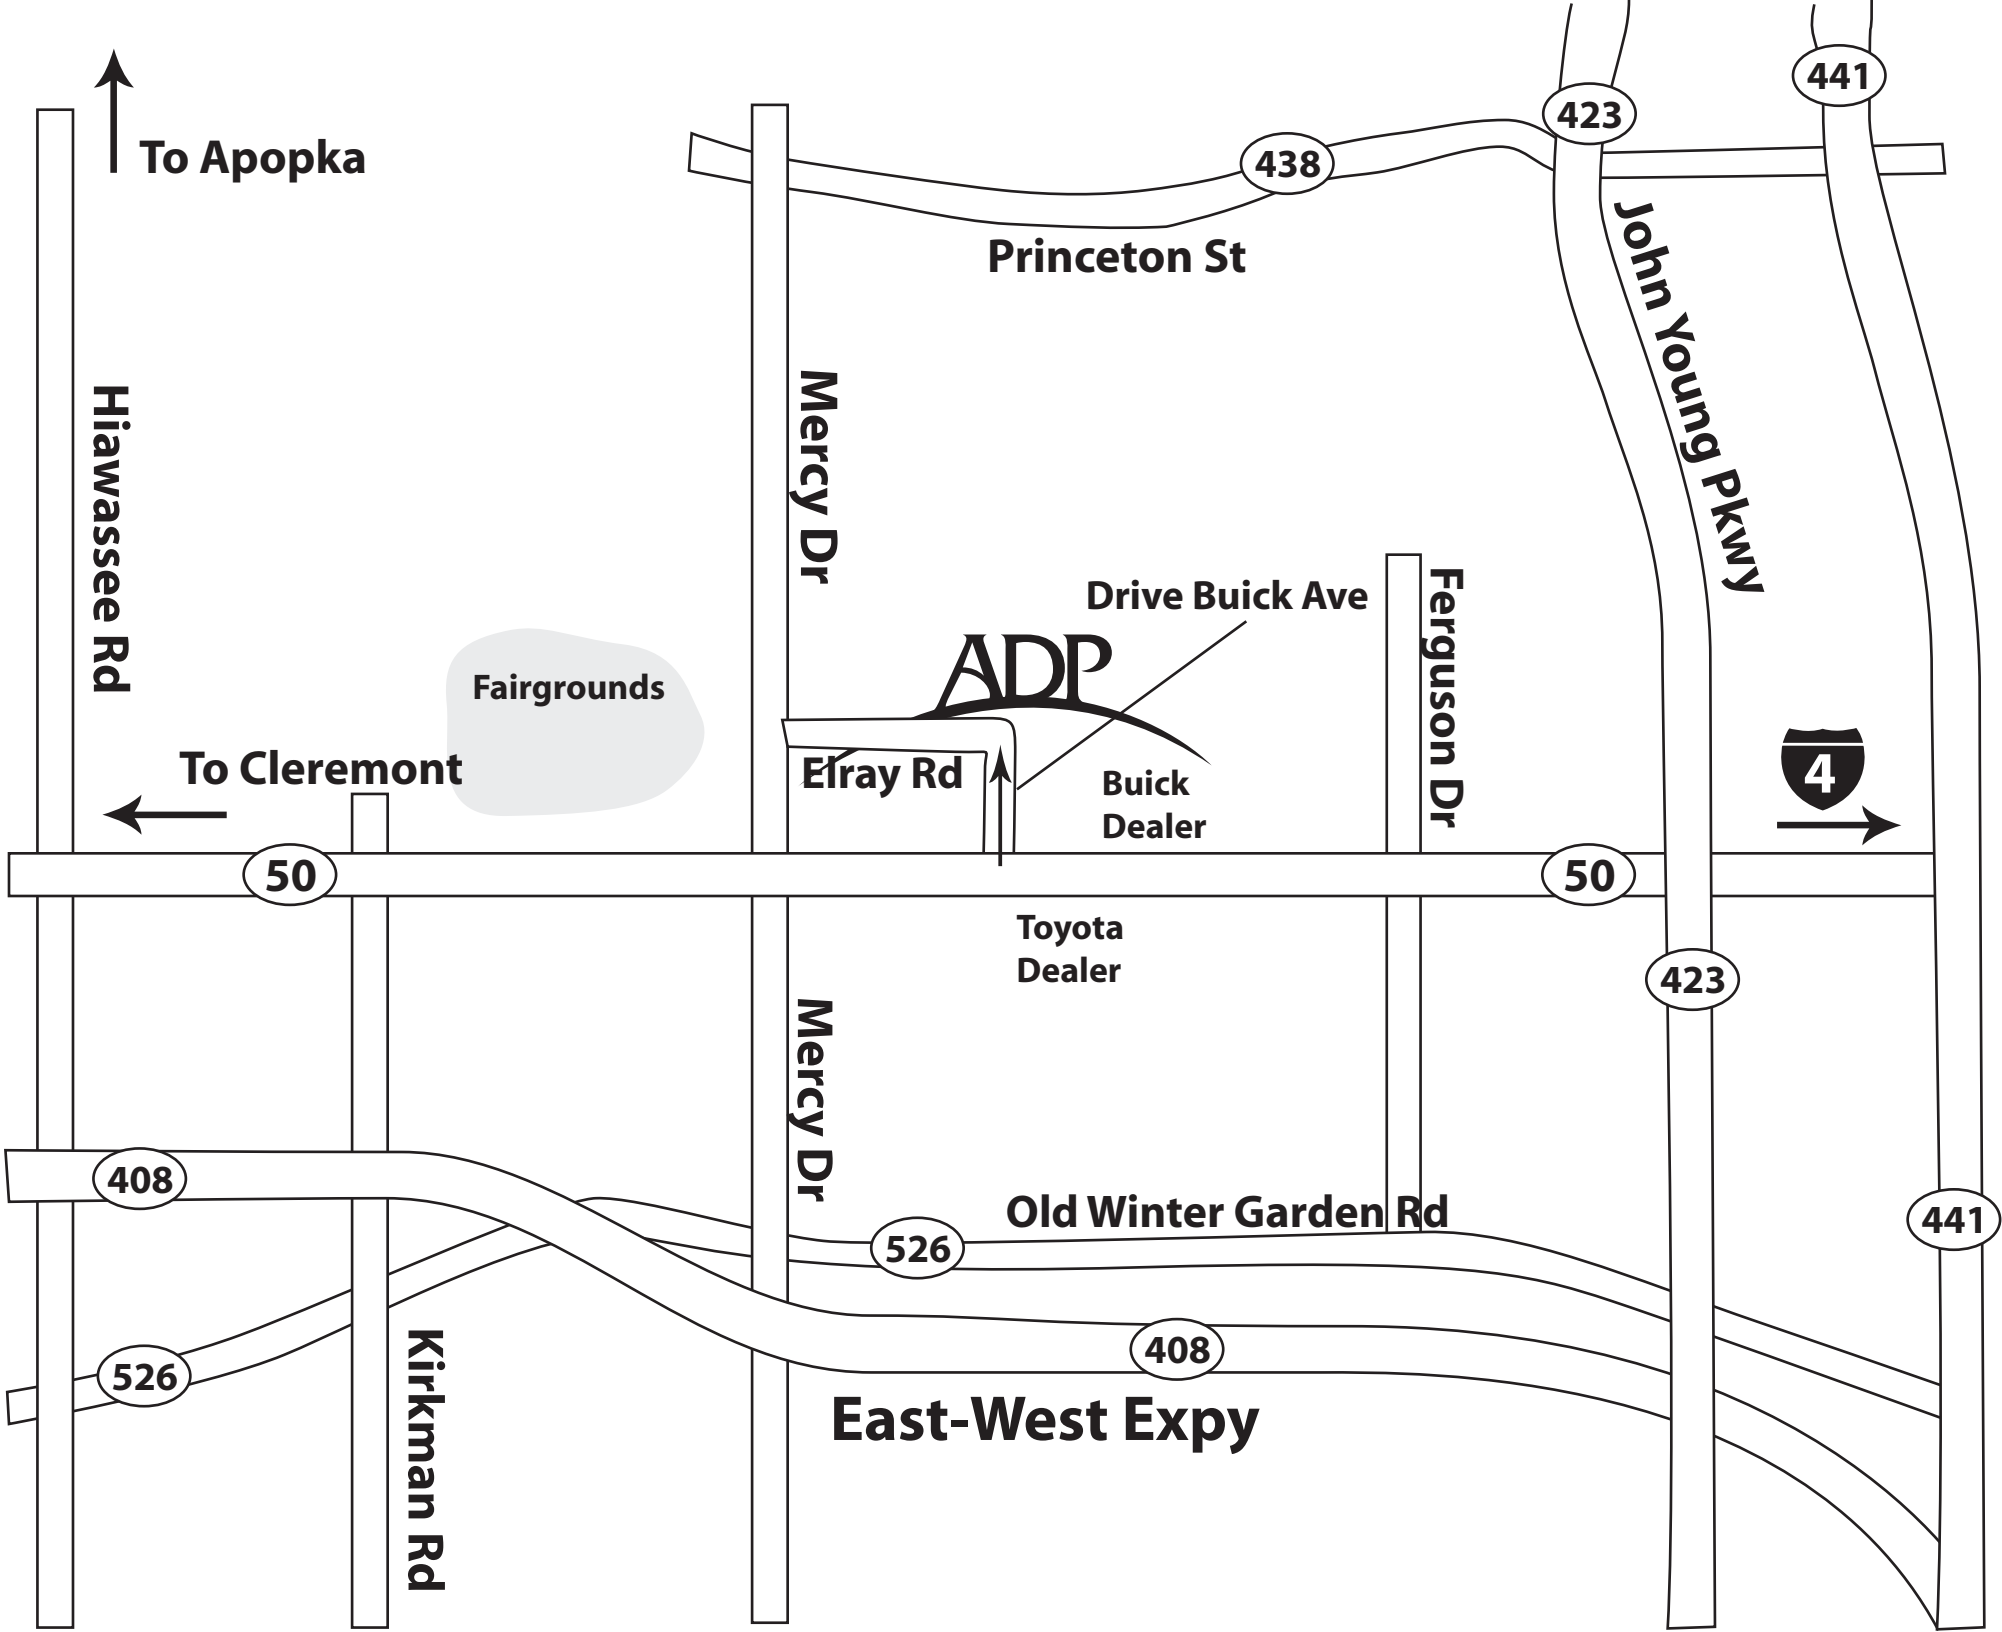 441
423
To Apopka
438
Princeton St
John Young Pkwy
Hiawassee Rd
Mercy Dr
Drive Buick Ave
Ferguson Dr
ADP
Fairgrounds
To Cleremont
Elray Rd
Buick
Dealer
4
50
50
Toyota
Dealer
423
Mercy Dr
408
Old Winter Garden Rd
441
526
408
526
Kirkman Rd
East-West Expy